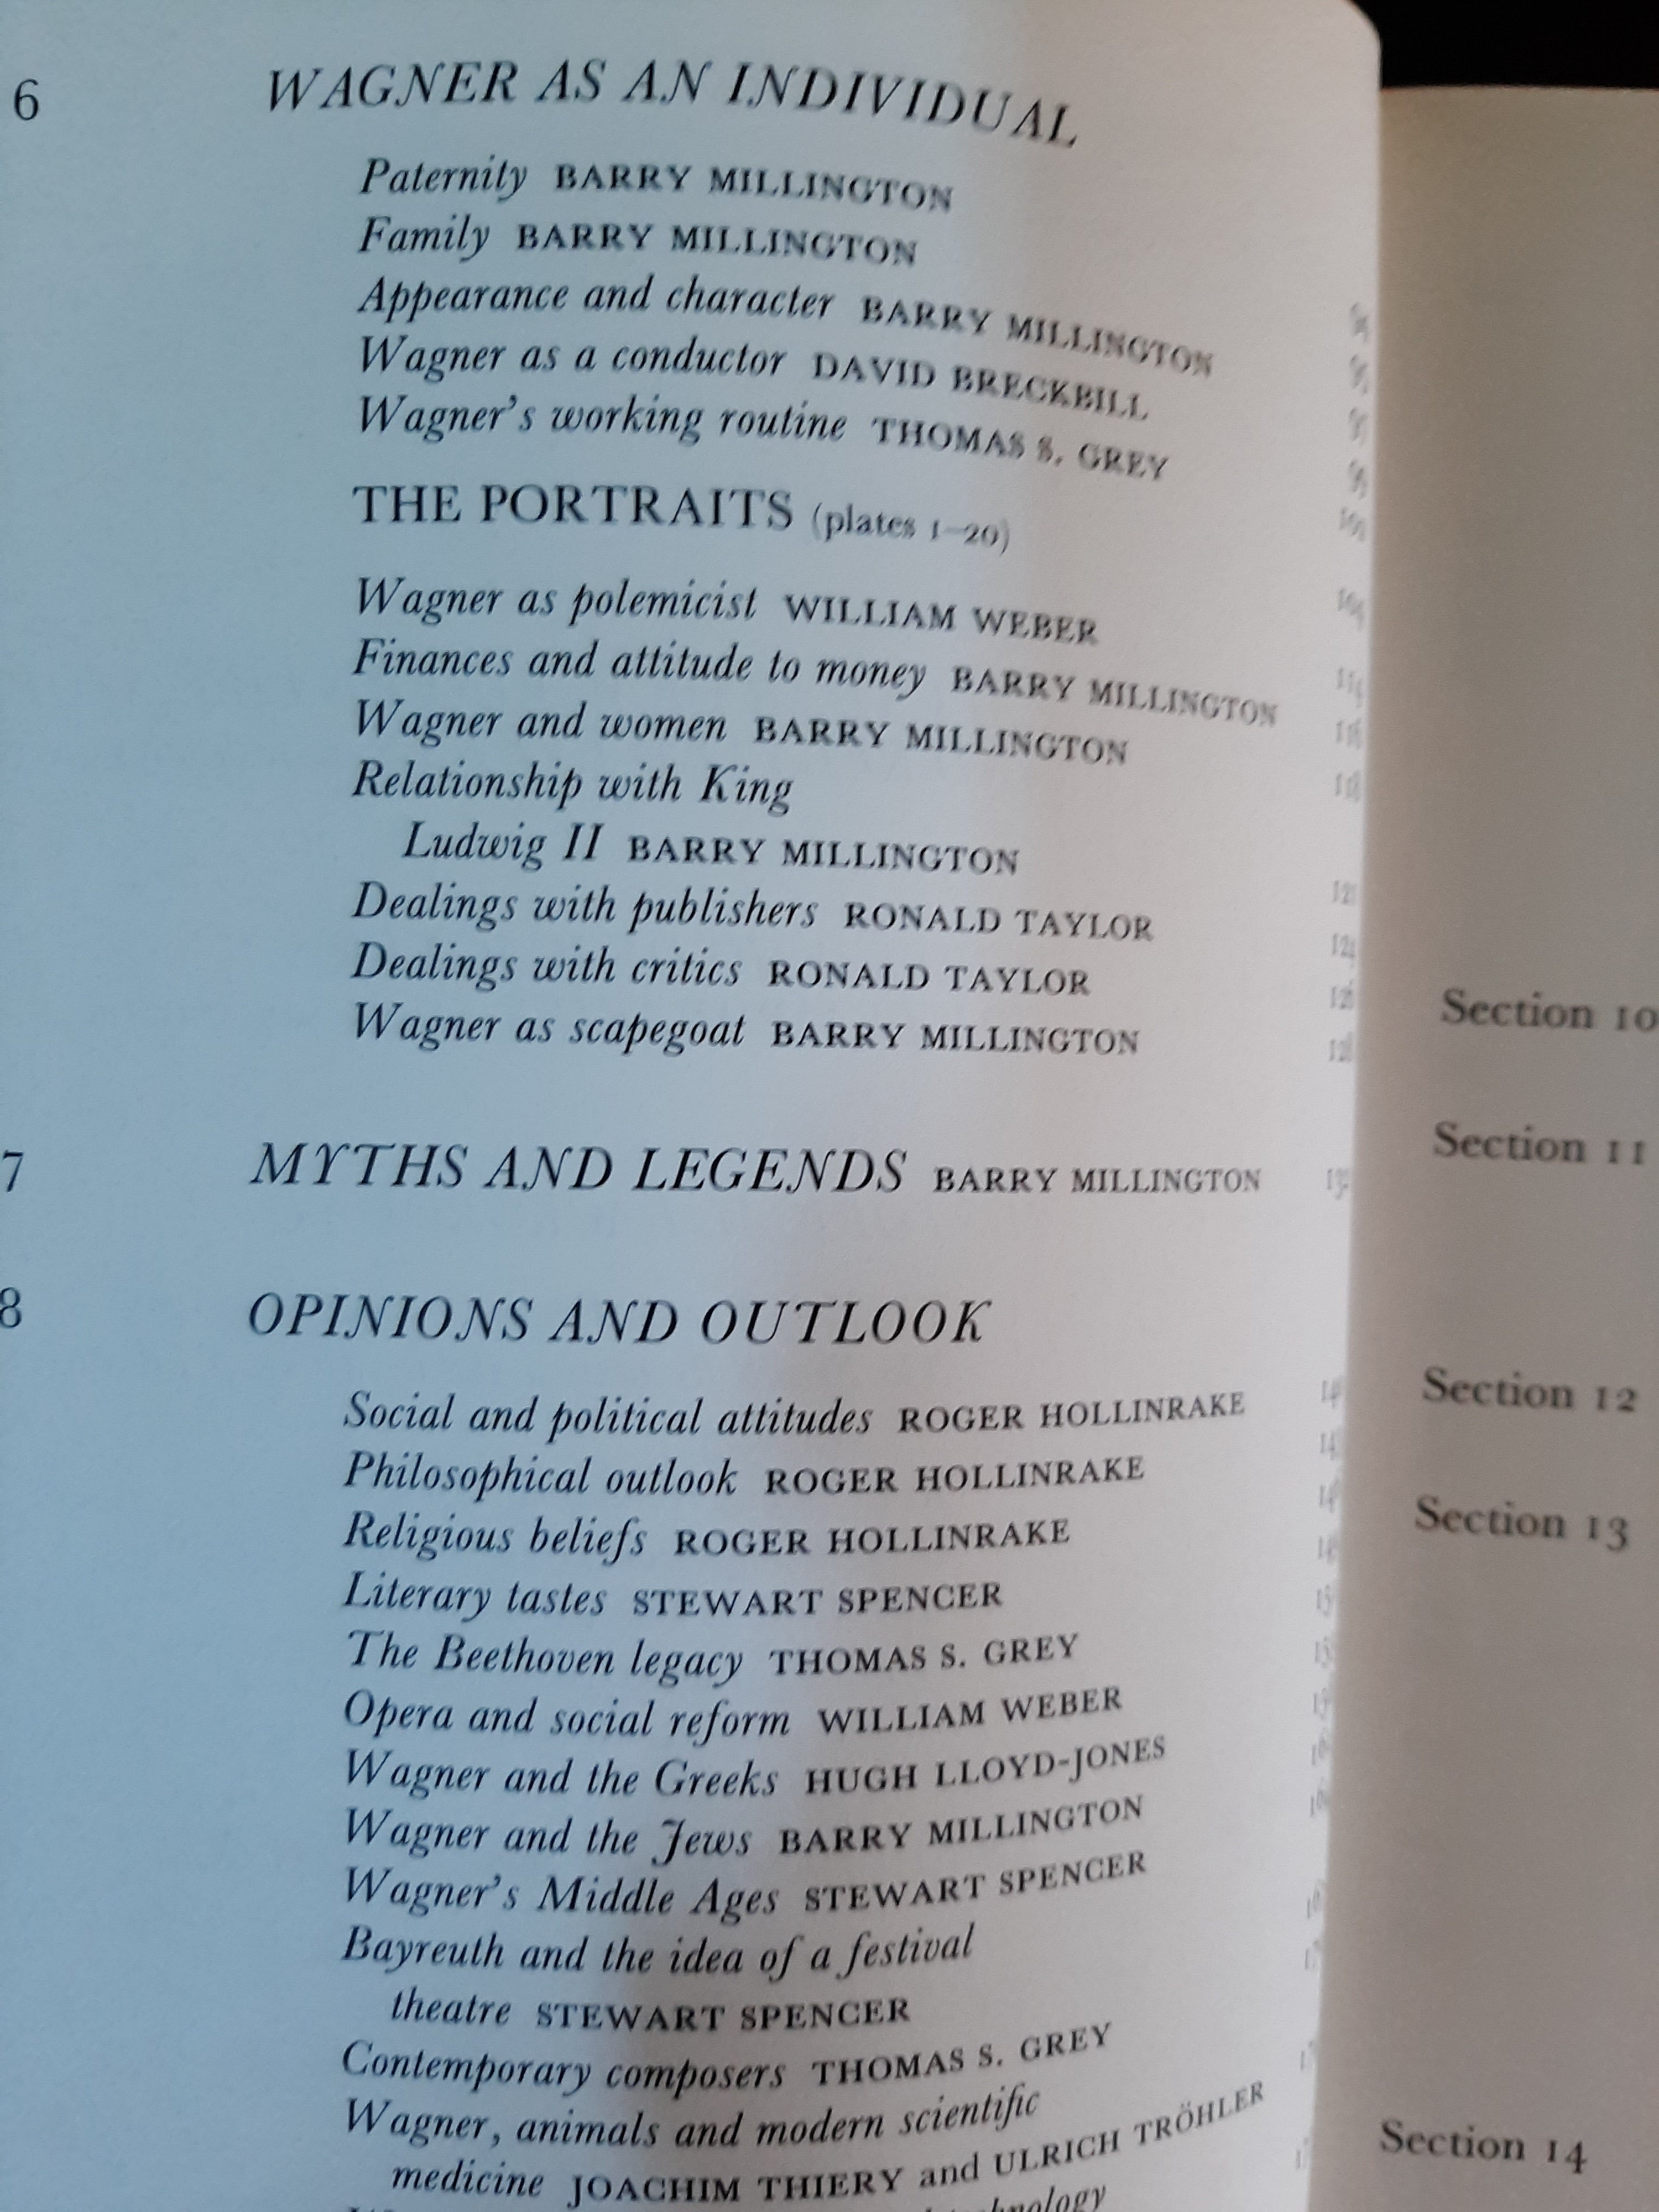 6 WAGNER AS AN INDIVIDUAL
Paternity BARRY MILLINGTON
Family BARRY MILLINGTON
Appearance and character BARRY MILLINGTON
Wagner as a conductor DAVID BRECKBILL
Wagner's working routine THOMAS S. GREY
THE PORTRAITS (plates 1–20)
Wagner as polemicist WILLIAM WEBER
Finances and attitude to money BARRY MILLINGTON
Wagner and women BARRY MILLINGTON 116
Relationship with King 118
Ludwig II BARRY MILLINGTON
Dealings with publishers RONALD TAYLOR
Dealings with critics RONALD TAYLOR
Wagner as scapegoat BARRY MILLINGTON
7 MYTHS AND LEGENDS BARRY MILLINGTON
8 OPINIONS AND OUTLOOK
Social and political attitudes ROGER HOLLINRAKE
Philosophical outlook ROGER HOLLINRAKE
Religious beliefs ROGER HOLLINRAKE
Literary tastes STEWART SPENCER
The Beethoven legacy THOMAS S. GREY
Opera and social reform WILLIAM WEBER
Wagner and the Greeks HUGH LLOYD-JONES
Wagner and the Jews BARRY MILLINGTON
Wagner's Middle Ages STEWART SPENCER
Bayreuth and the idea of a festival
theatre STEWART SPENCER
Contemporary composers THOMAS S. GREY
Wagner, animals and modern scientific
medicine JOACHIM THIERY and ULRICH TRÖHLER
Section 10
Section 11
Section 12
Section 13
Section 14